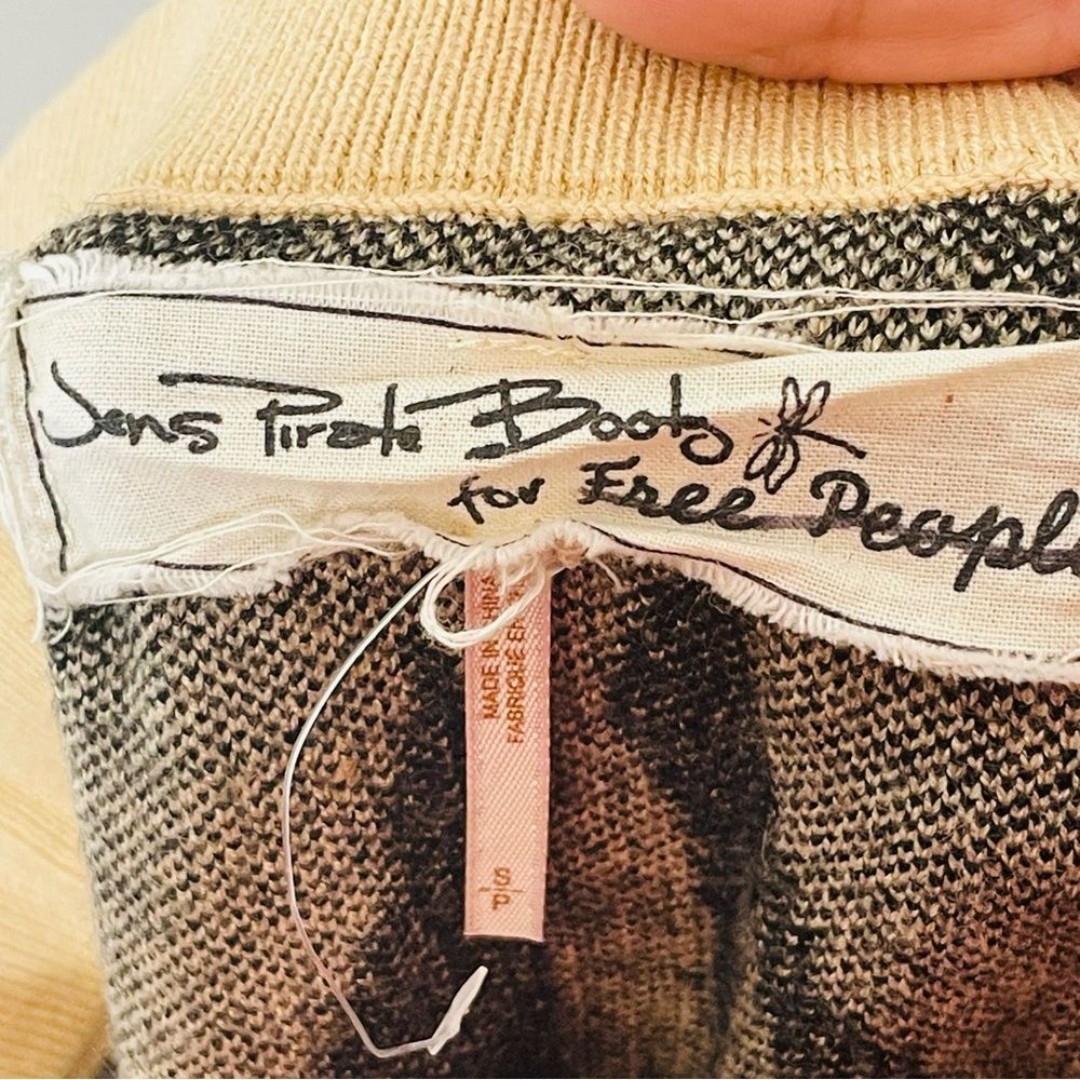 Jens Pirate Booty
for Free People
MADE IN CHINA
FABRIQUÉ EN
S/P